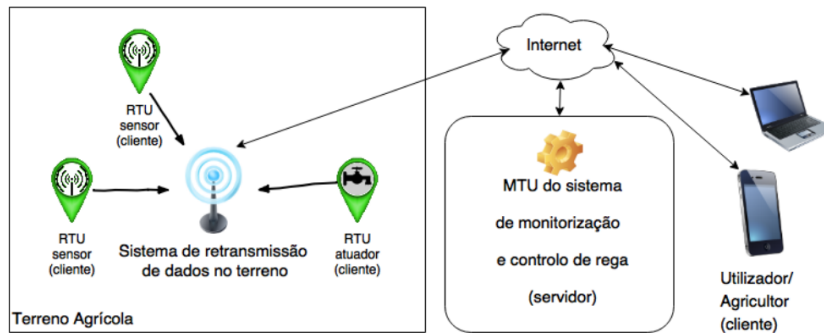 RTU
sensor
(cliente)
RTU
sensor
(cliente)
Sistema de retransmissão
de dados no terreno
RTU
atuador
(cliente)
Terreno Agrícola
Internet
MTU do sistema
de monitorização
e controlo de rega
(servidor)
Utilizador/
Agricultor
(cliente)